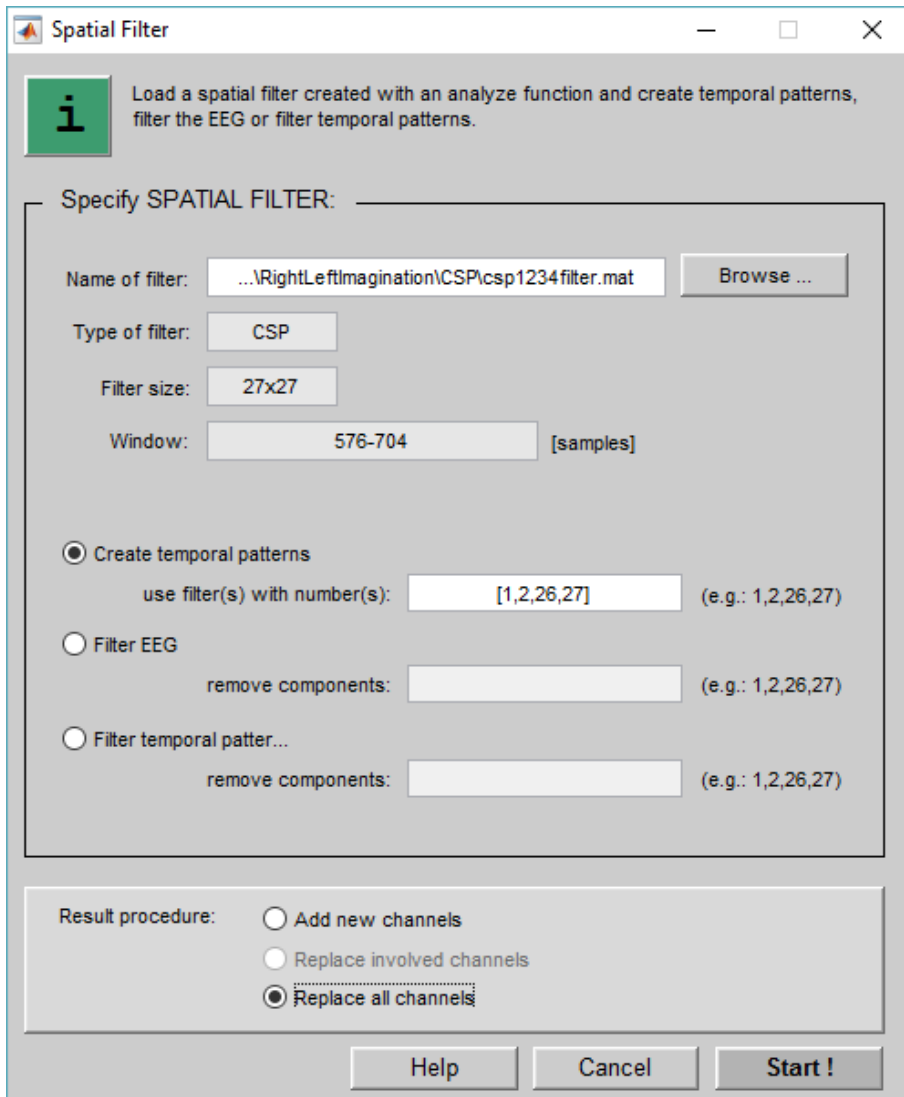 Spatial Filter
i
Load a spatial filter created with an analyze function and create temporal patterns,
filter the EEG or filter temporal patterns.
Specify SPATIAL FILTER:
Name of filter: ...\RightLeftImagination\CSP\csp1234filter.mat Browse ...
Type of filter: CSP
Filter size: 27x27
Window: 576-704 [samples]
Create temporal patterns
use filter(s) with number(s): [1,2,26,27] (e.g.: 1,2,26,27)
Filter EEG
remove components: (e.g.: 1,2,26,27)
Filter temporal patter...
remove components: (e.g.: 1,2,26,27)
Result procedure: Add new channels
Replace involved channels
Replace all channels
Help Cancel Start !